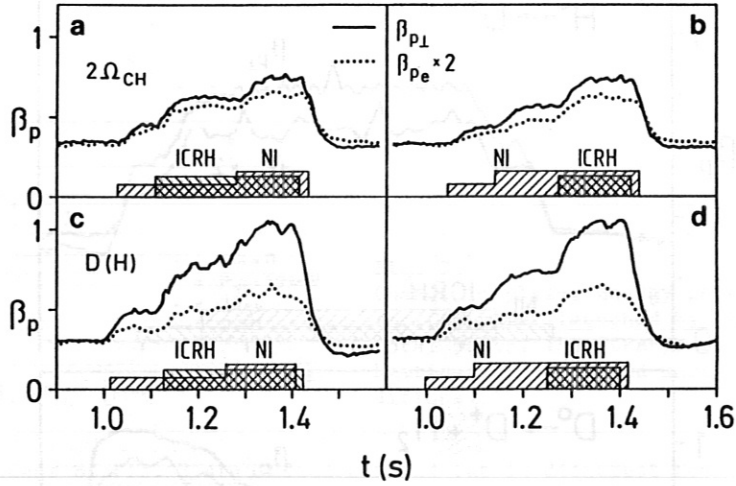 1
a
2Ω_CH
β_p⊥
β_pe × 2
b
β_p
ICRH
NI
NI
ICRH
0
c
1
D (H)
d
β_p
ICRH
NI
NI
ICRH
0
1.0
1.2
1.4
1.0
1.2
1.4
1.6
t (s)